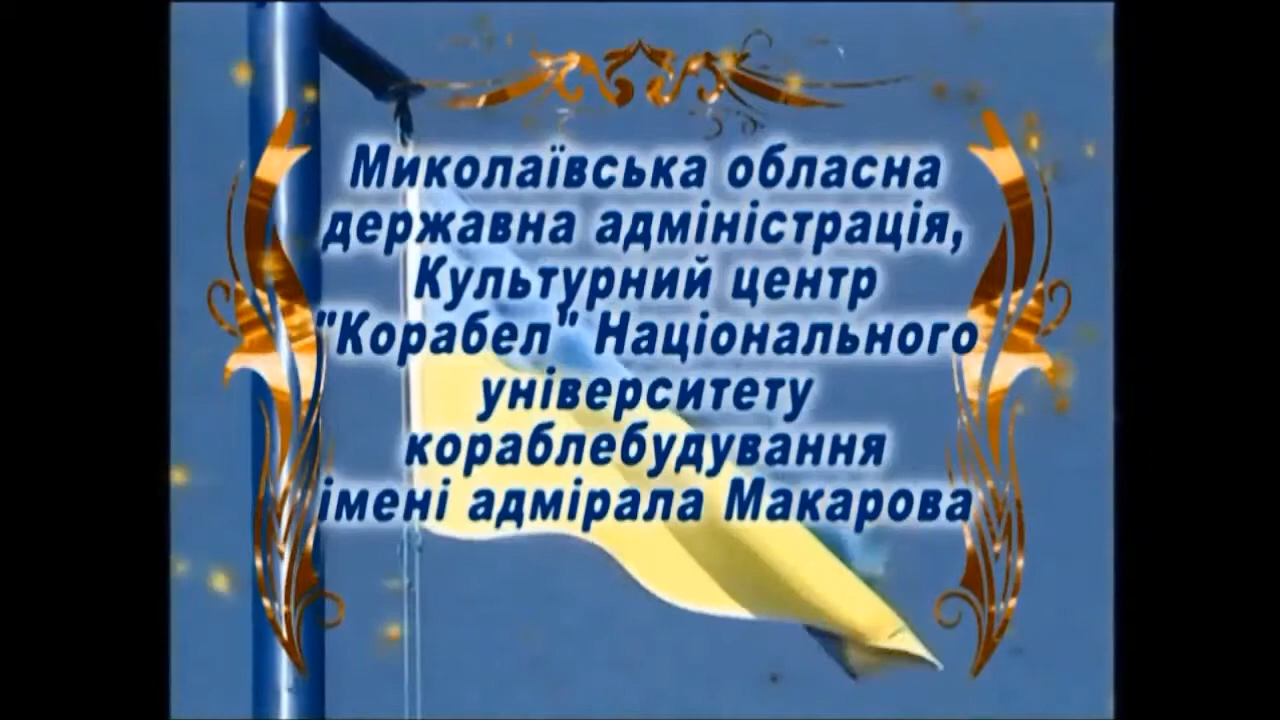 Миколаївська обласна
державна адміністрація,
Культурний центр
"Корабел" Національного
університету
кораблебудування
імені адмірала Макарова